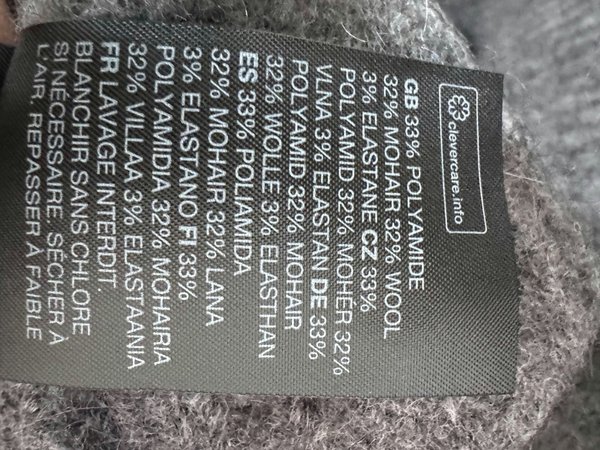 clevercare.info
GB 33% POLYAMIDE
32% MOHAIR 32% WOOL
3% ELASTANE CZ 33%
POLYAMID 32% MOHÉR 32%
VLNA 3% ELASTAN DE 33%
POLYAMID 32% MOHAIR
32% WOLLE 3% ELASTHAN
ES 33% POLIAMIDA
32% MOHAIR 32% LANA
3% ELASTANO FI 33%
POLYAMIDIA 32% MOHAIRIA
32% VILLAA 3% ELASTAANIA
FR LAVAGE INTERDIT.
BLANCHIR SANS CHLORE
SI NECESSAIRE. SÉCHER À
L'AIR. REPASSER À FAIBLE